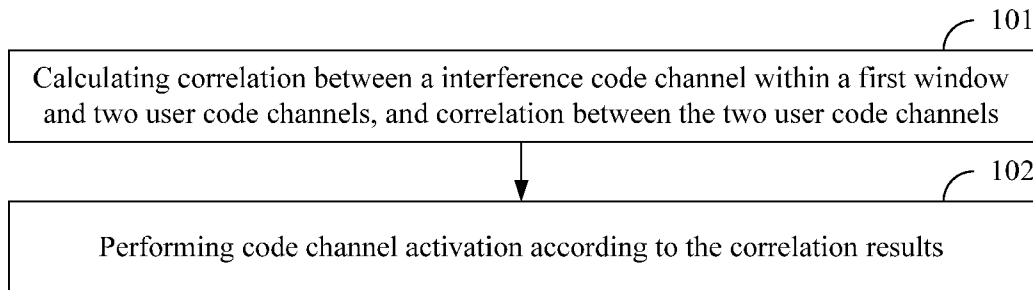 101
Calculating correlation between a interference code channel within a first window
and two user code channels, and correlation between the two user code channels
102
Performing code channel activation according to the correlation results